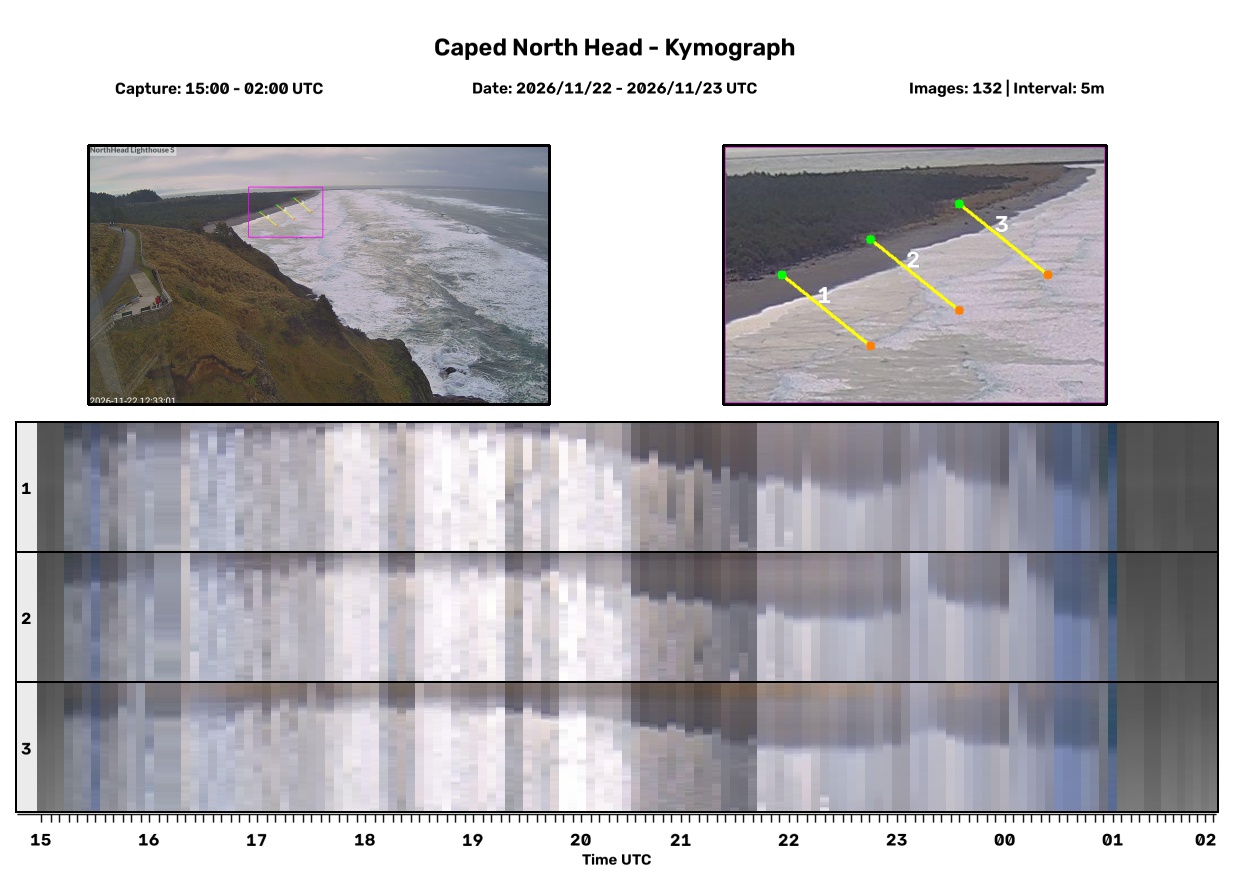 Caped North Head - Kymograph
Capture: 15:00 - 02:00 UTC
Date: 2026/11/22 - 2026/11/23 UTC
Images: 132 | Interval: 5m
NorthHead Lighthouse S
2026-11-22 12:33:01
1
2
3
1
2
3
15 16 17 18 19 20 21 22 23 00 01 02
Time UTC